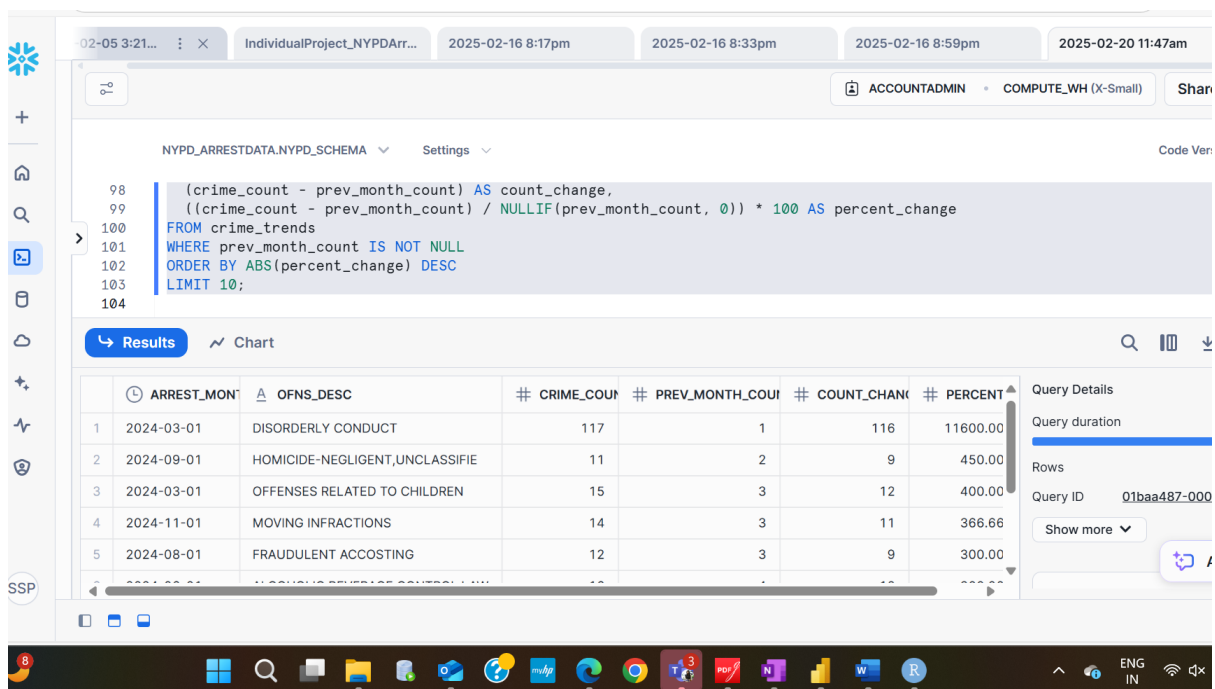 -02-05 3:21... IndividualProject_NYPDArr... 2025-02-16 8:17pm 2025-02-16 8:33pm 2025-02-16 8:59pm 2025-02-20 11:47am
ACCOUNTADMIN COMPUTE_WH (X-Small) Share
NYPD_ARRESTDATA.NYPD_SCHEMA Settings Code Vers
98 (crime_count - prev_month_count) AS count_change,
99 ((crime_count - prev_month_count) / NULLIF(prev_month_count, 0)) * 100 AS percent_change
100 FROM crime_trends
101 WHERE prev_month_count IS NOT NULL
102 ORDER BY ABS(percent_change) DESC
103 LIMIT 10;
104
Results Chart
ARREST_MONT A OFNS_DESC # CRIME_COUN # PREV_MONTH_COUN # COUNT_CHANG # PERCENT
1 2024-03-01 DISORDERLY CONDUCT 117 1 116 11600.00
2 2024-09-01 HOMICIDE-NEGLIGENT,UNCLASSIFIE 11 2 9 450.00
3 2024-03-01 OFFENSES RELATED TO CHILDREN 15 3 12 400.00
4 2024-11-01 MOVING INFRACTIONS 14 3 11 366.66
5 2024-08-01 FRAUDULENT ACCOSTING 12 3 9 300.00
Query Details
Query duration
Rows
Query ID 01baa487-000
Show more
A
SSP
8
myhp
3
PDF
N
W
R
ENG
IN